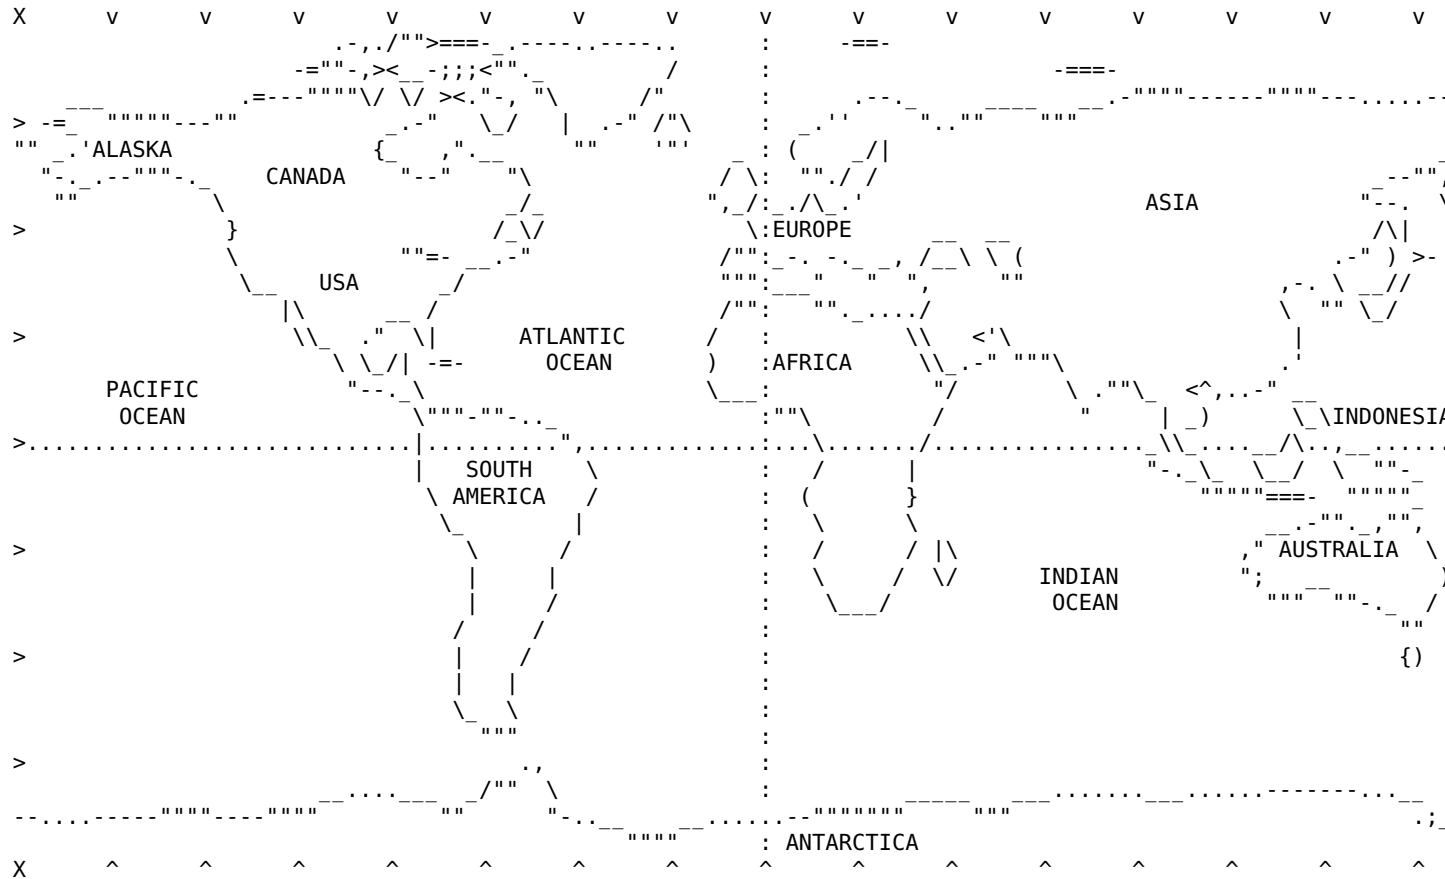 ALASKA
CANADA
ASIA
EUROPE
USA
ATLANTIC
OCEAN AFRICA
PACIFIC
OCEAN INDONESIA
SOUTH
AMERICA
AUSTRALIA
INDIAN
OCEAN
ANTARCTICA